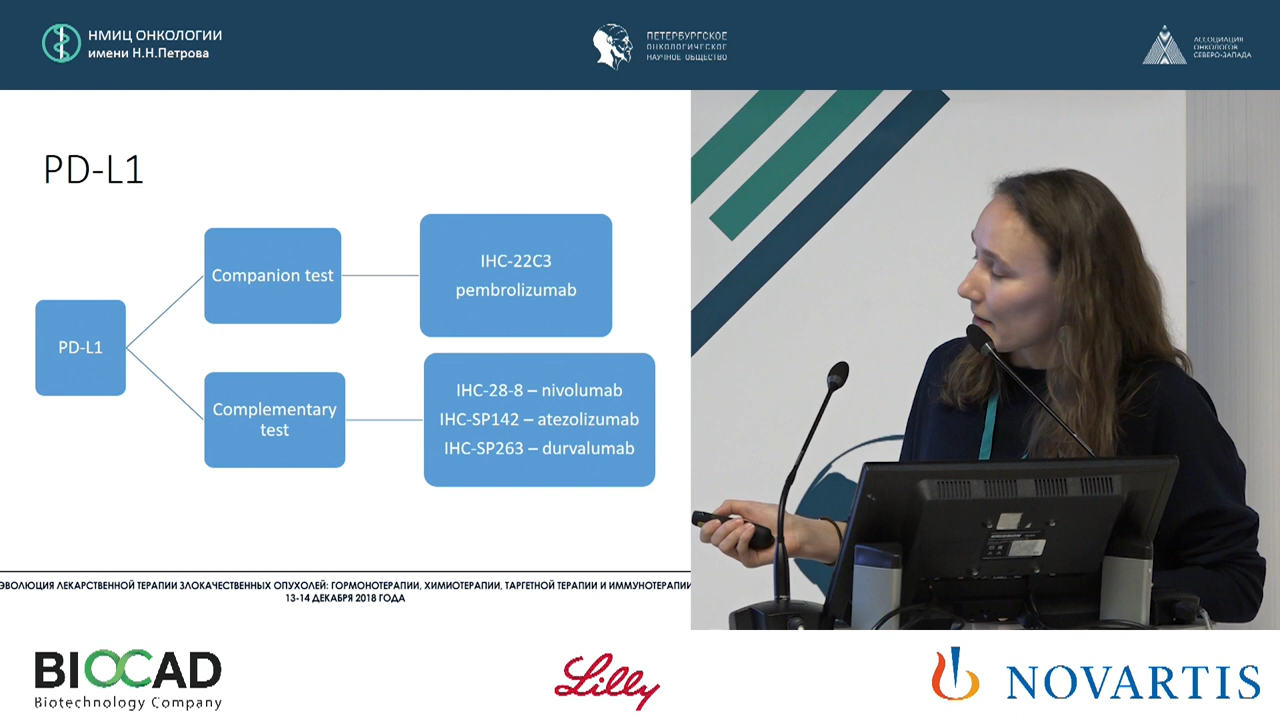 НМИЦ ОНКОЛОГИИ
имени Н.Н.Петрова
ПЕТЕРБУРГСКОЕ
ОНКОЛОГИЧЕСКОЕ
НАУЧНОЕ ОБЩЕСТВО
АССОЦИАЦИЯ
ОНКОЛОГОВ
СЕВЕРО-ЗАПАДА
PD-L1
PD-L1
Companion test
IHC-22C3
pembrolizumab
Complementary
test
IHC-28-8 – nivolumab
IHC-SP142 – atezolizumab
IHC-SP263 – durvalumab
ЭВОЛЮЦИЯ ЛЕКАРСТВЕННОЙ ТЕРАПИИ ЗЛОКАЧЕСТВЕННЫХ ОПУХОЛЕЙ: ГОРМОНОТЕРАПИИ, ХИМИОТЕРАПИИ, ТАРГЕТНОЙ ТЕРАПИИ И ИММУНОТЕРАПИИ
13-14 ДЕКАБРЯ 2018 ГОДА
BIOCAD
Biotechnology Company
Lilly
NOVARTIS